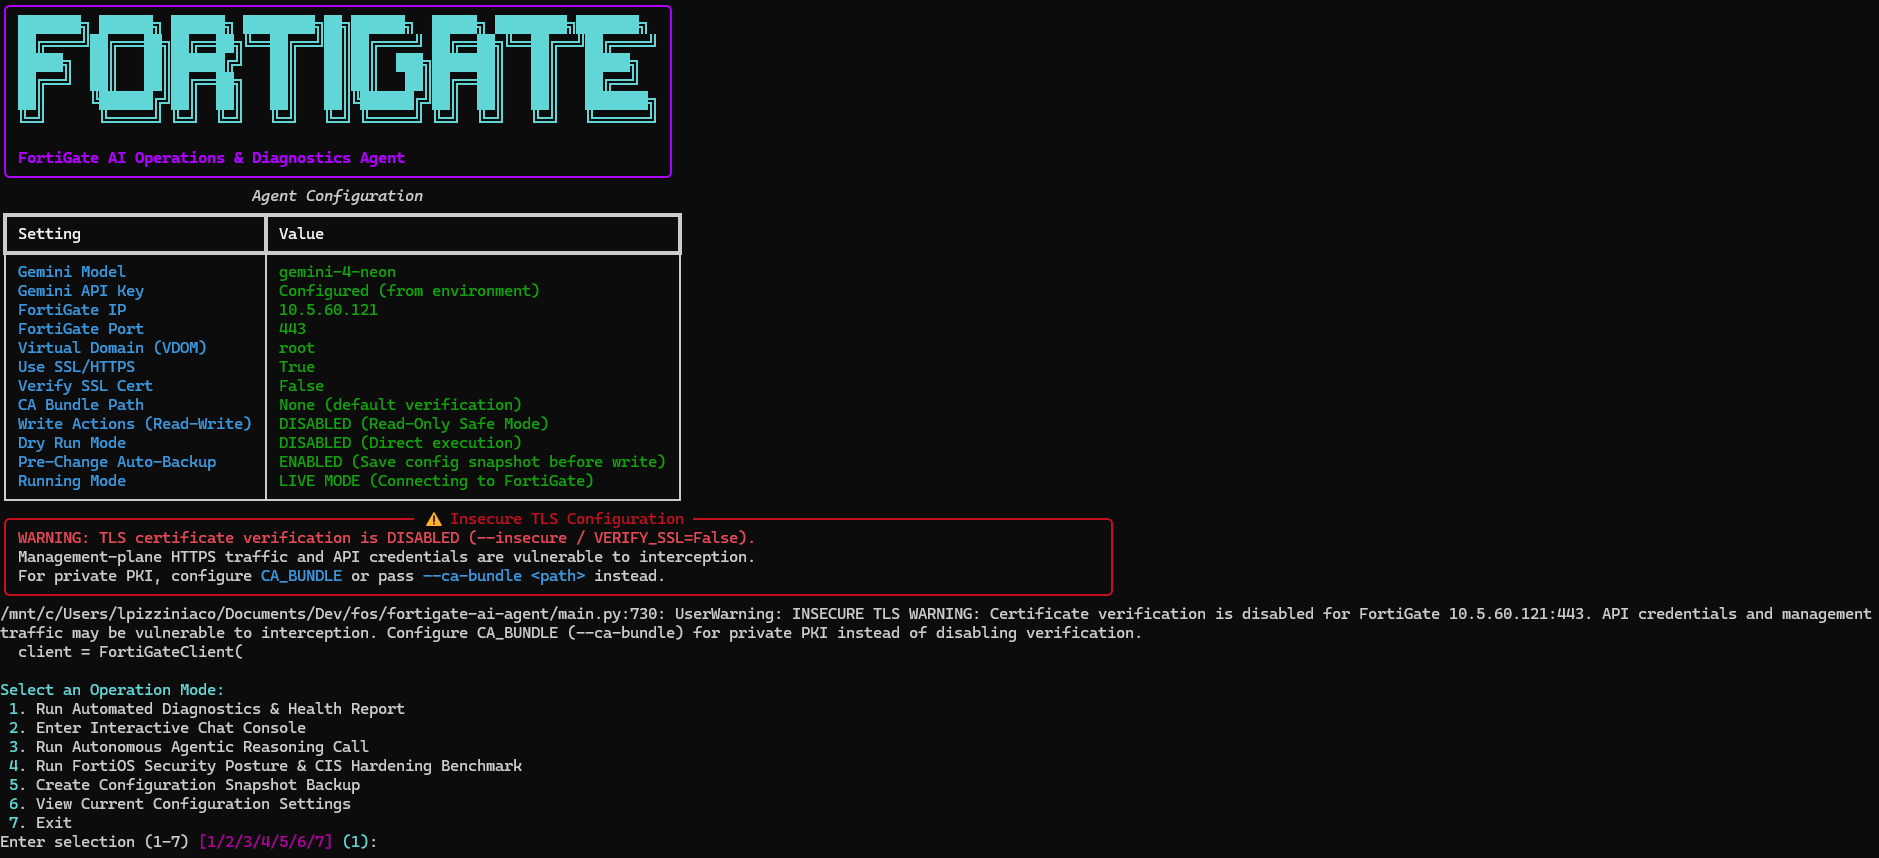 FORTIGATE
FortiGate AI Operations & Diagnostics Agent
Agent Configuration
Setting Value
Gemini Model gemini-4-neon
Gemini API Key Configured (from environment)
FortiGate IP 10.5.60.121
FortiGate Port 443
Virtual Domain (VDOM) root
Use SSL/HTTPS True
Verify SSL Cert False
CA Bundle Path None (default verification)
Write Actions (Read-Write) DISABLED (Read-Only Safe Mode)
Dry Run Mode DISABLED (Direct execution)
Pre-Change Auto-Backup ENABLED (Save config snapshot before write)
Running Mode LIVE MODE (Connecting to FortiGate)
⚠ Insecure TLS Configuration
WARNING: TLS certificate verification is DISABLED (--insecure / VERIFY_SSL=False).
Management-plane HTTPS traffic and API credentials are vulnerable to interception.
For private PKI, configure CA_BUNDLE or pass --ca-bundle <path> instead.
/mnt/c/Users/lpizziniaco/Documents/Dev/fos/fortigate-ai-agent/main.py:730: UserWarning: INSECURE TLS WARNING: Certificate verification is disabled for FortiGate 10.5.60.121:443. API credentials and management
traffic may be vulnerable to interception. Configure CA_BUNDLE (--ca-bundle) for private PKI instead of disabling verification.
client = FortiGateClient(
Select an Operation Mode:
1. Run Automated Diagnostics & Health Report
2. Enter Interactive Chat Console
3. Run Autonomous Agentic Reasoning Call
4. Run FortiOS Security Posture & CIS Hardening Benchmark
5. Create Configuration Snapshot Backup
6. View Current Configuration Settings
7. Exit
Enter selection (1-7) [1/2/3/4/5/6/7] (1):